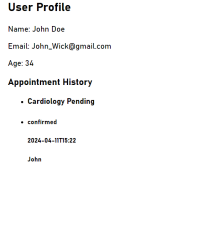 User Profile
Name: John Doe
Email: John_Wick@gmail.com
Age: 34
Appointment History
• Cardiology Pending
• confirmed
2024-04-11T15:22
John